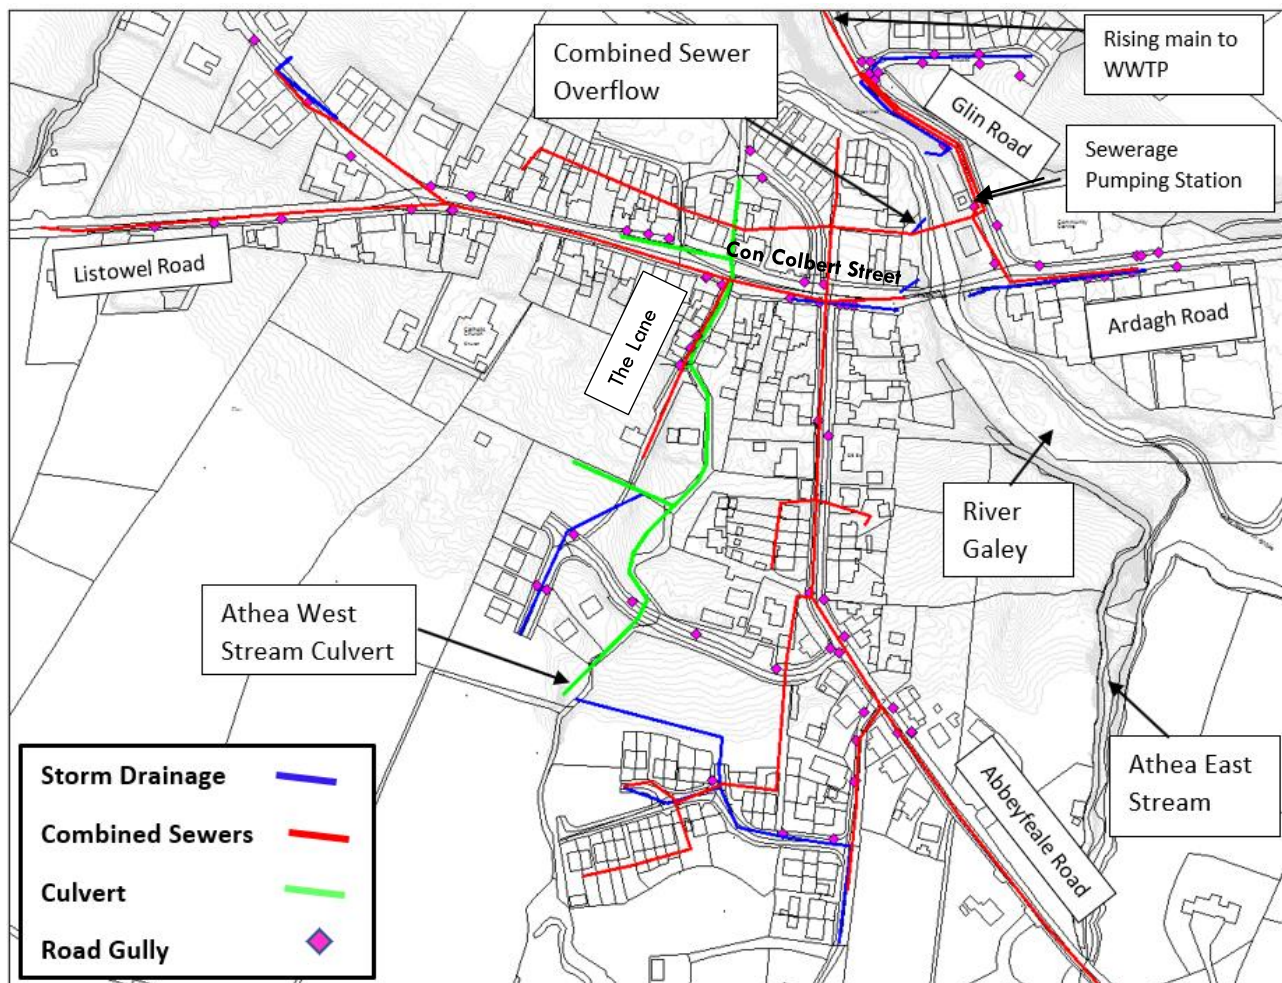 Combined Sewer
Overflow
Rising main to
WWTP
Glin Road
Sewerage
Pumping Station
Listowel Road
Con Colbert Street
Ardagh Road
The Lane
River
Galey
Athea West
Stream Culvert
Athea East
Stream
Abbeyfeale Road
Storm Drainage
Combined Sewers
Culvert
Road Gully